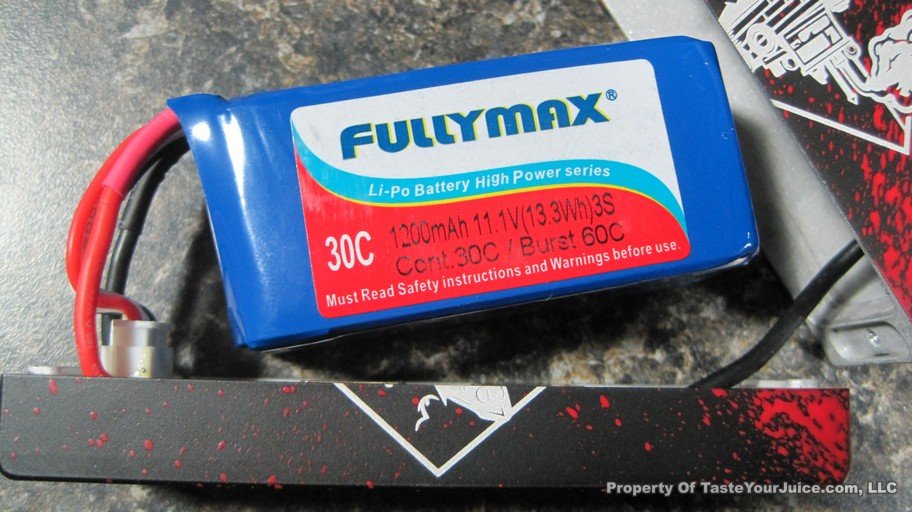 FULLYMAX®
Li-Po Battery High Power series
30C
1200mAh 11.1V(13.3Wh)3S
Cont.30C / Burst 60C
Must Read Safety instructions and Warnings before use.
Property Of TasteYourJuice.com, LLC